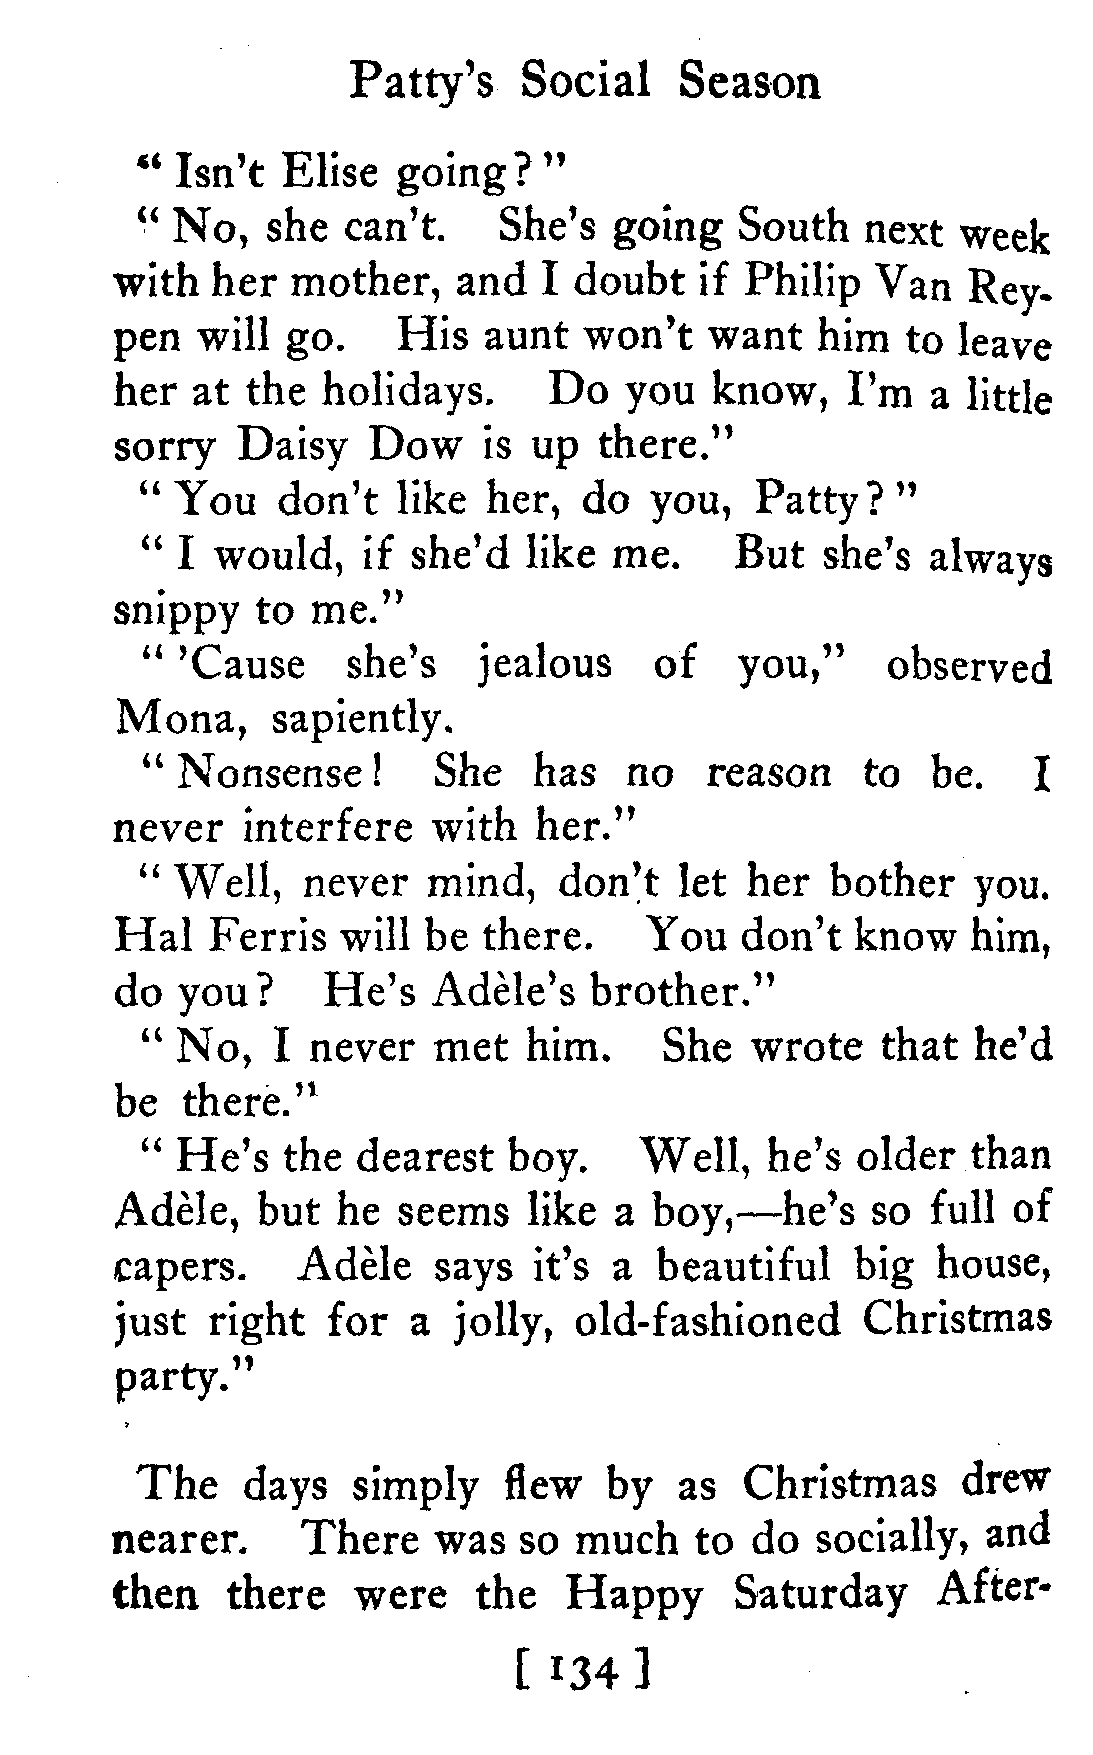 Patty's Social Season
" Isn't Elise going? "
" No, she can't. She's going South next week
with her mother, and I doubt if Philip Van Rey-
pen will go. His aunt won't want him to leave
her at the holidays. Do you know, I'm a little
sorry Daisy Dow is up there."
" You don't like her, do you, Patty? "
" I would, if she'd like me. But she's always
snippy to me."
" 'Cause she's jealous of you," observed
Mona, sapiently.
" Nonsense! She has no reason to be. I
never interfere with her."
" Well, never mind, don't let her bother you.
Hal Ferris will be there. You don't know him,
do you? He's Adèle's brother."
" No, I never met him. She wrote that he'd
be there."
" He's the dearest boy. Well, he's older than
Adèle, but he seems like a boy,—he's so full of
capers. Adèle says it's a beautiful big house,
just right for a jolly, old-fashioned Christmas
party."
The days simply flew by as Christmas drew
nearer. There was so much to do socially, and
then there were the Happy Saturday After-
[ 134 ]